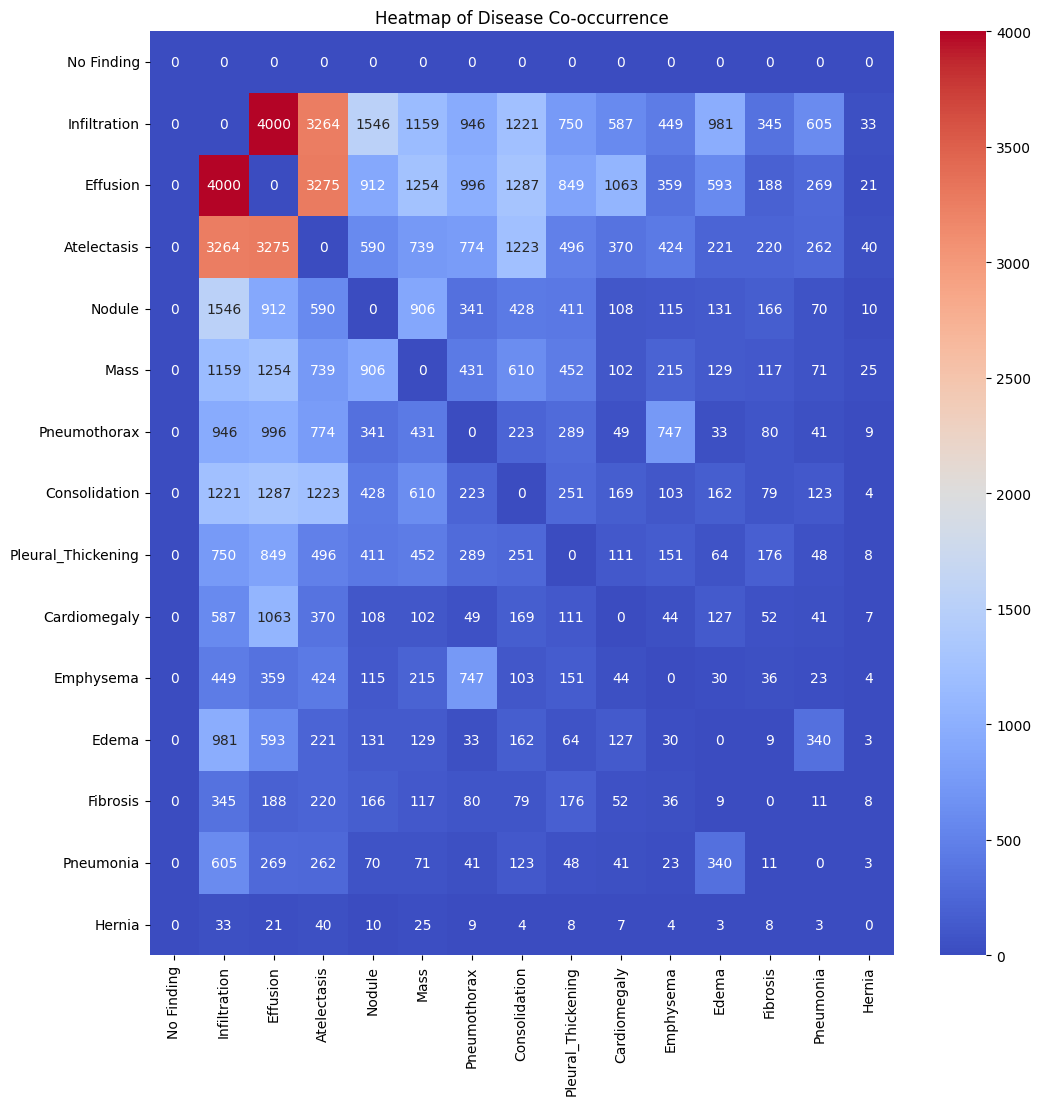 Heatmap of Disease Co-occurrence
No Finding 0 0 0 0 0 0 0 0 0 0 0 0 0 0 0
Infiltration 0 0 4000 3264 1546 1159 946 1221 750 587 449 981 345 605 33
Effusion 0 4000 0 3275 912 1254 996 1287 849 1063 359 593 188 269 21
Atelectasis 0 3264 3275 0 590 739 774 1223 496 370 424 221 220 262 40
Nodule 0 1546 912 590 0 906 341 428 411 108 115 131 166 70 10
Mass 0 1159 1254 739 906 0 431 610 452 102 215 129 117 71 25
Pneumothorax 0 946 996 774 341 431 0 223 289 49 747 33 80 41 9
Consolidation 0 1221 1287 1223 428 610 223 0 251 169 103 162 79 123 4
Pleural_Thickening 0 750 849 496 411 452 289 251 0 111 151 64 176 48 8
Cardiomegaly 0 587 1063 370 108 102 49 169 111 0 44 127 52 41 7
Emphysema 0 449 359 424 115 215 747 103 151 44 0 30 36 23 4
Edema 0 981 593 221 131 129 33 162 64 127 30 0 9 340 3
Fibrosis 0 345 188 220 166 117 80 79 176 52 36 9 0 11 8
Pneumonia 0 605 269 262 70 71 41 123 48 41 23 340 11 0 3
Hernia 0 33 21 40 10 25 9 4 8 7 4 3 8 3 0
No Finding
Infiltration
Effusion
Atelectasis
Nodule
Mass
Pneumothorax
Consolidation
Pleural_Thickening
Cardiomegaly
Emphysema
Edema
Fibrosis
Pneumonia
Hernia
4000
3500
3000
2500
2000
1500
1000
500
0